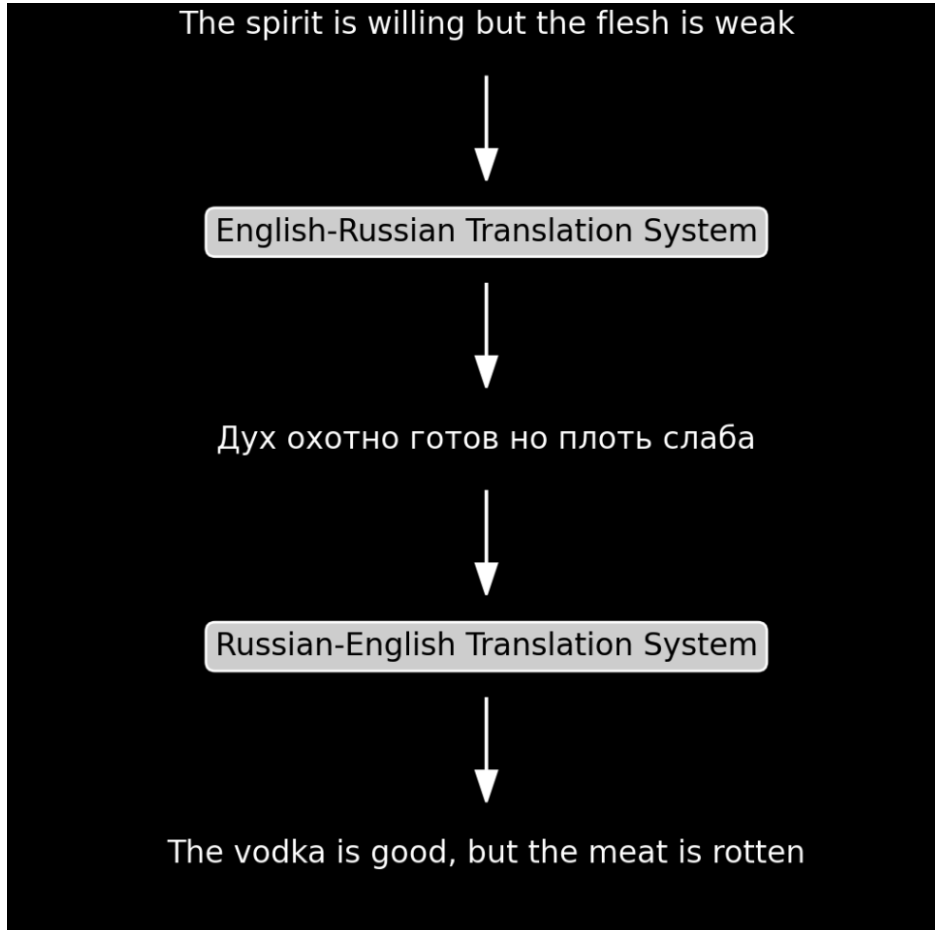 The spirit is willing but the flesh is weak
English-Russian Translation System
Дух охотно готов но плоть слаба
Russian-English Translation System
The vodka is good, but the meat is rotten